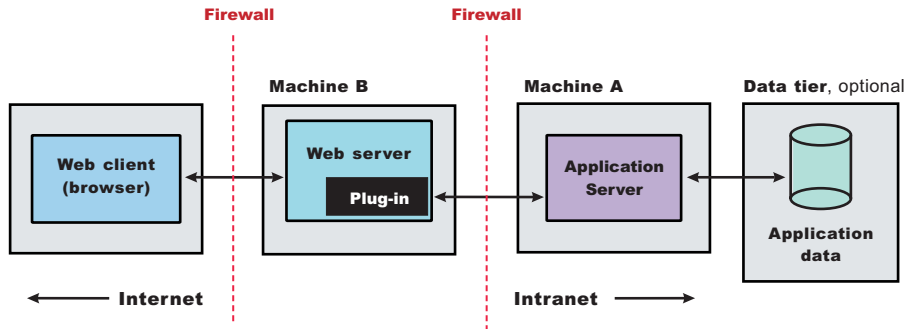 Firewall
Firewall
Machine B
Machine A
Data tier, optional
Web client
(browser)
Web server
Plug-in
Application
Server
Application
data
Internet
Intranet